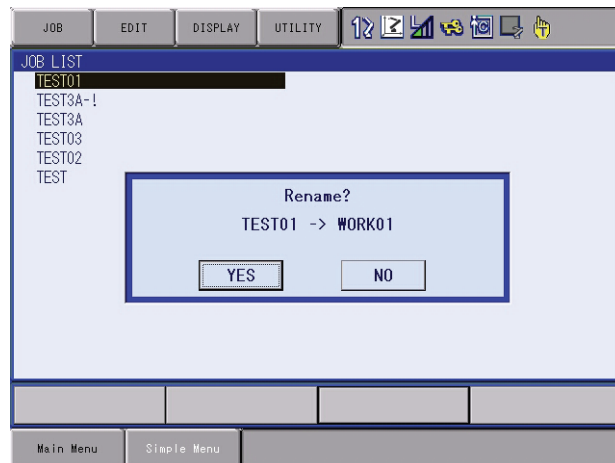 JOB EDIT DISPLAY UTILITY
JOB LIST
TEST01
TEST3A-!
TEST3A
TEST03
TEST02
TEST
Rename?
TEST01 -> WORK01
YES NO
Main Menu Simple Menu